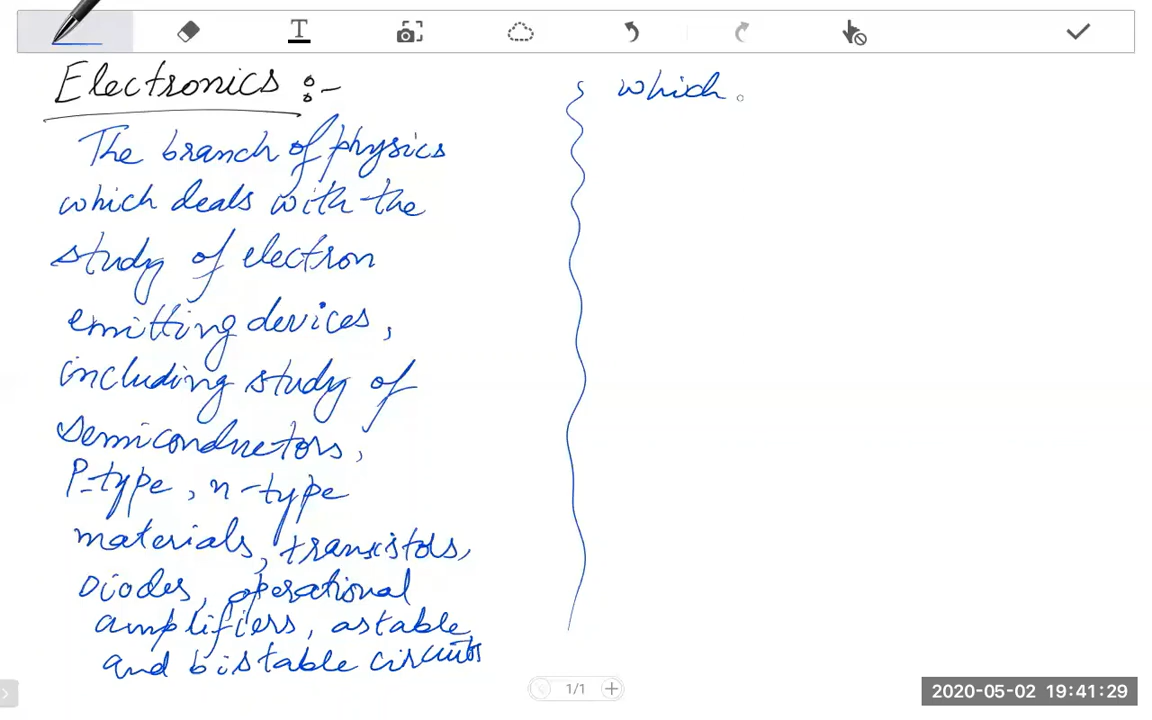 T
Electronics :-
The branch of physics
which deals with the
study of electron
emitting devices,
including study of
semiconductors,
P-type, n-type
materials, transistors,
Diodes, operational
amplifiers, astable
and bistable circuits
which
1/1
2020-05-02 19:41:29